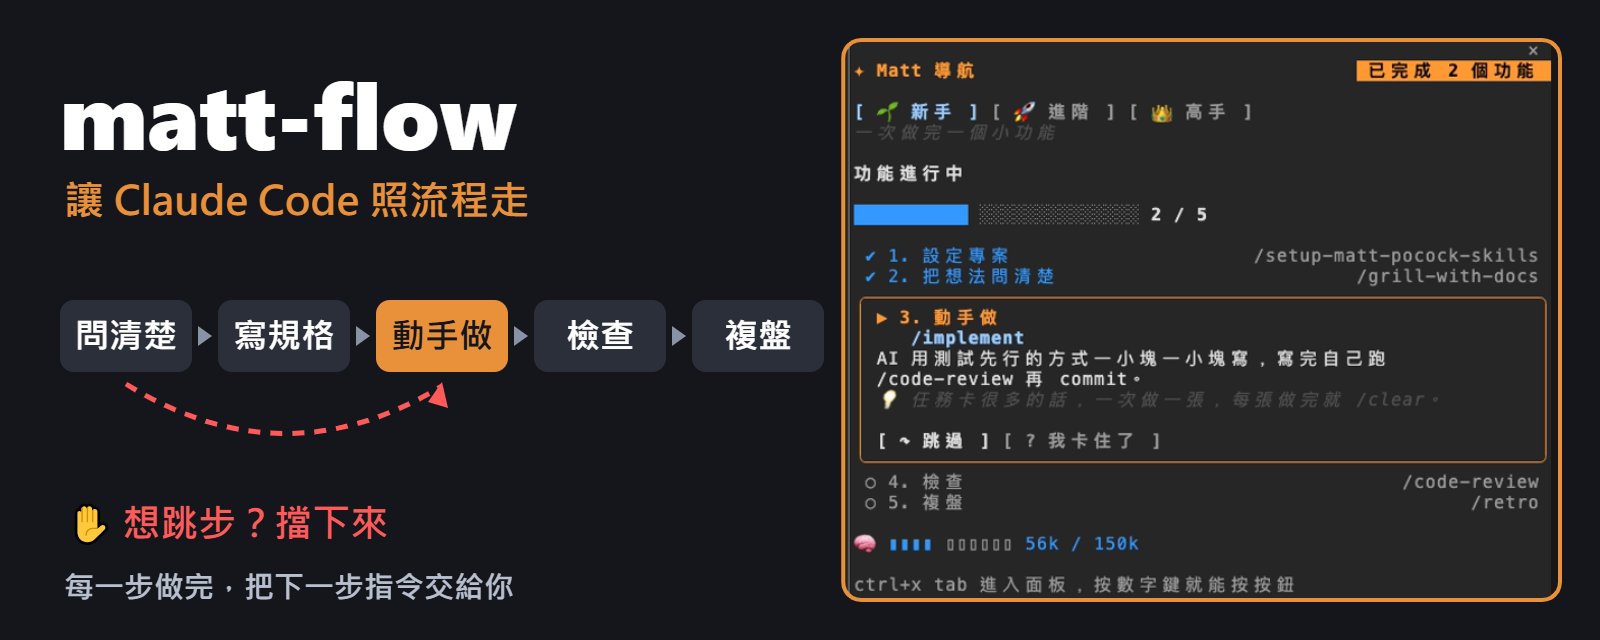 matt-flow
讓 Claude Code 照流程走
問清楚
寫規格
動手做
檢查
複盤
✋ 想跳步？擋下來
每一步做完，把下一步指令交給你
×
✦ Matt 導航
已完成 2 個功能
[ 🌱 新手 ] [ 🚀 進階 ] [ 👑 高手 ]
一次做完一個小功能
功能進行中
2 / 5
✔ 1. 設定專案 /setup-matt-pocock-skills
✔ 2. 把想法問清楚 /grill-with-docs
▶ 3. 動手做
/implement
AI 用測試先行的方式一小塊一小塊寫，寫完自己跑
/code-review 再 commit。
💡 任務卡很多的話，一次做一張，每張做完就 /clear。
[ ↷ 跳過 ] [ ? 我卡住了 ]
○ 4. 檢查 /code-review
○ 5. 複盤 /retro
🧠 ▮▮▮▮ ▯▯▯▯▯▯ 56k / 150k
ctrl+x tab 進入面板，按數字鍵就能按按鈕